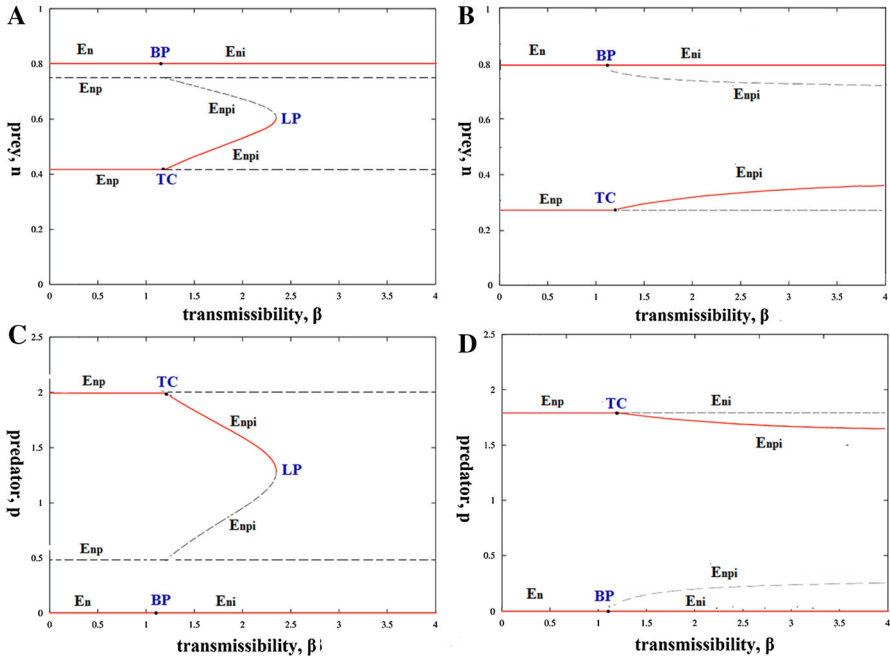 A
1
0.8
0.6
0.4
0.2
0
prey, n
En
BP
Eni
Enp
Enpi
LP
Enpi
Enp
TC
0 0.5 1 1.5 2 2.5 3 3.5 4
transmissibility, β
B
1
0.8
0.6
0.4
0.2
0
prey, n
En
BP
Eni
Enpi
Enpi
Enp
TC
0 0.5 1 1.5 2 2.5 3 3.5 4
transmissibility, β
C
2.5
2
1.5
1
0.5
0
predator, p
Enp
TC
Enpi
LP
Enpi
Enp
En
BP
Eni
0 0.5 1 1.5 2 2.5 3 3.5 4
transmissibility, β
D
2.5
2
1.5
1
0.5
0
predator, p
Enp
TC
Eni
Enpi
Enpi
En
BP
Eni
0 0.5 1 1.5 2 2.5 3 3.5 4
transmissibility, β